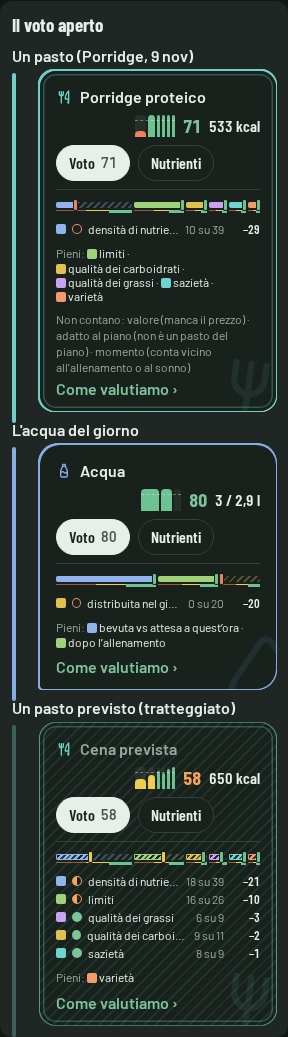 Il voto aperto
Un pasto (Porridge, 9 nov)
Porridge proteico
71 533 kcal
Voto 71 Nutrienti
densità di nutrie... 10 su 39 −29
Pieni: limiti ·
qualità dei carboidrati ·
qualità dei grassi · sazietà ·
varietà
Non contano: valore (manca il prezzo) ·
adatto al piano (non è un pasto del
piano) · momento (conta vicino
all'allenamento o al sonno)
Come valutiamo ›
L'acqua del giorno
Acqua
80 3 / 2,9 l
Voto 80 Nutrienti
distribuita nel gi... 0 su 20 −20
Pieni: bevuta vs attesa a quest'ora ·
dopo l'allenamento
Come valutiamo ›
Un pasto previsto (tratteggiato)
Cena prevista
58 650 kcal
Voto 58 Nutrienti
densità di nutrie... 18 su 39 −21
limiti 16 su 26 −10
qualità dei grassi 6 su 9 −3
qualità dei carboi... 9 su 11 −2
sazietà 8 su 9 −1
Pieni: varietà
Come valutiamo ›